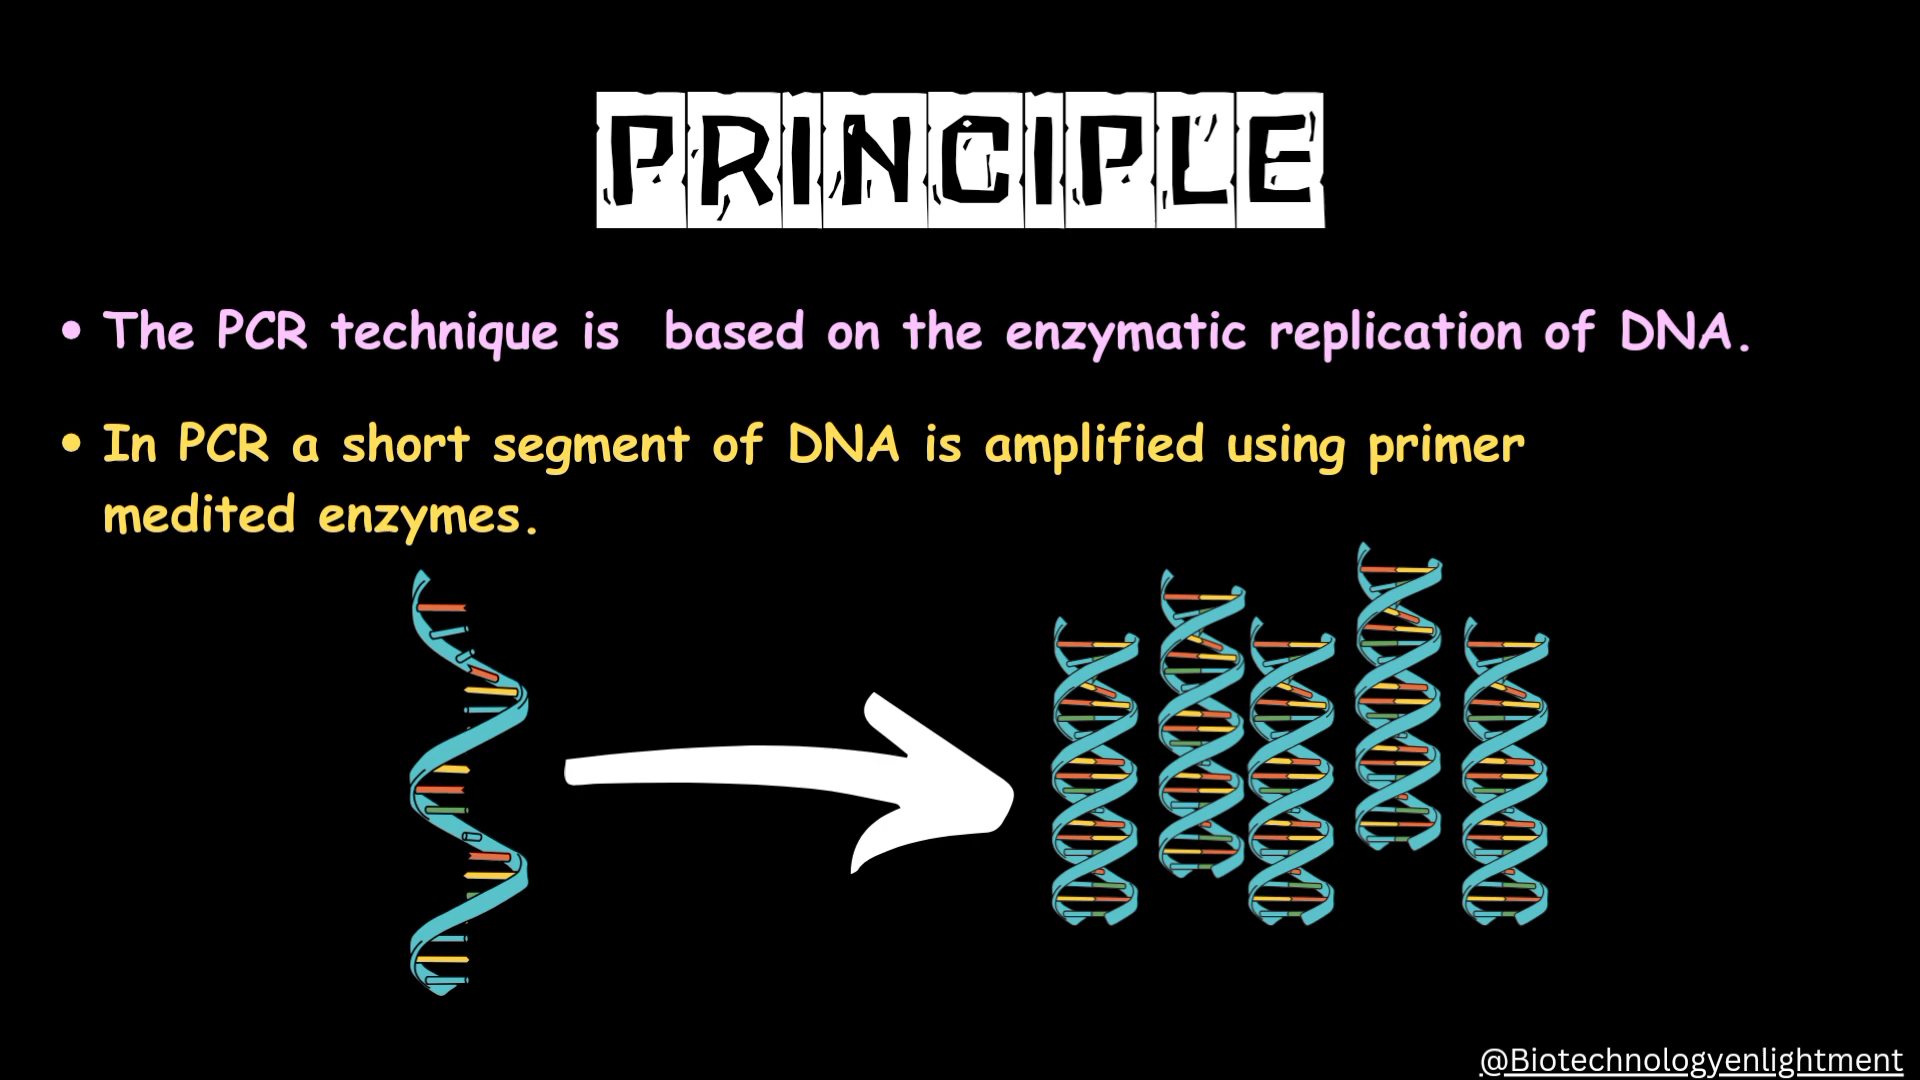 PRINCIPLE
• The PCR technique is  based on the enzymatic replication of DNA.
• In PCR a short segment of DNA is amplified using primer
medited enzymes.
@Biotechnologyenlightment